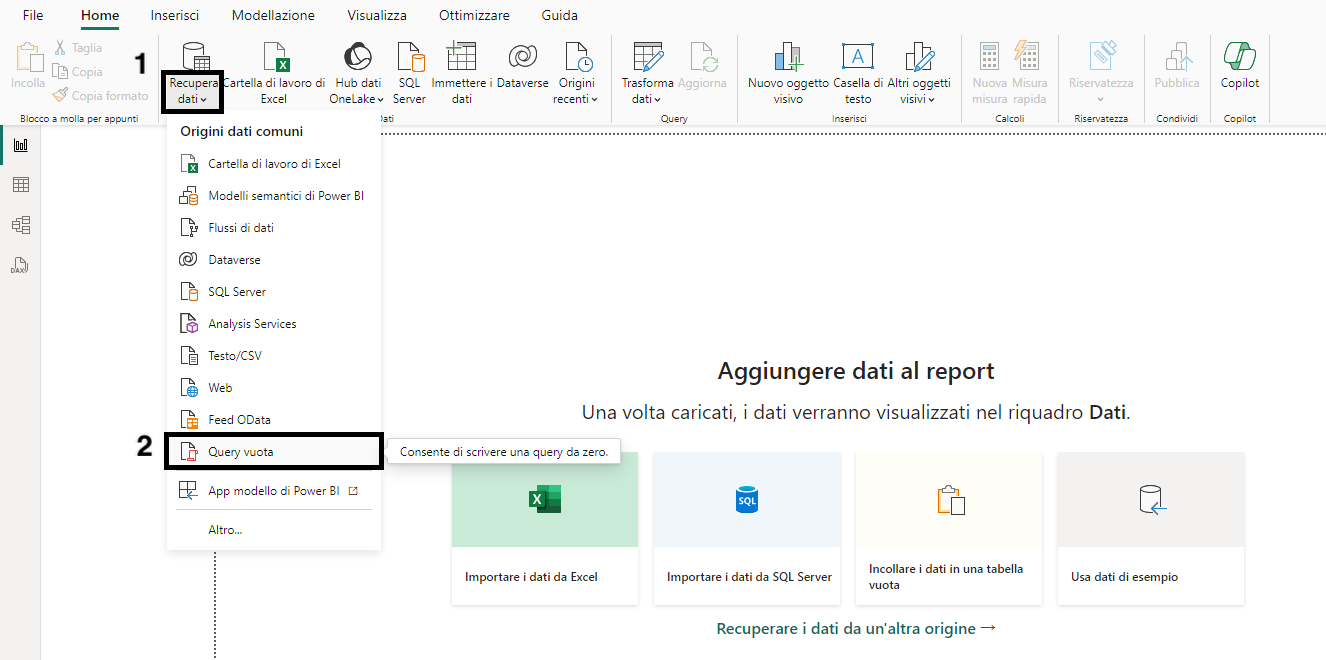 File Home Inserisci Modellazione Visualizza Ottimizzare Guida
Incolla
Taglia
Copia
Copia formato
Blocco a molla per appunti
1
Recupera
dati
Cartella di lavoro di
Excel
Hub dati
OneLake
SQL
Server
Immettere i
dati
Dataverse
Origini
recenti
Dati
Trasforma
dati
Aggiorna
Query
Nuovo oggetto
visivo
Casella di
testo
Altri oggetti
visivi
Inserisci
Nuova
misura
Misura
rapida
Calcoli
Riservatezza
Riservatezza
Pubblica
Condividi
Copilot
Copilot
DAX
Origini dati comuni
Cartella di lavoro di Excel
Modelli semantici di Power BI
Flussi di dati
Dataverse
SQL Server
Analysis Services
Testo/CSV
Web
Feed OData
2
Query vuota
Consente di scrivere una query da zero.
App modello di Power BI
Altro...
Aggiungere dati al report
Una volta caricati, i dati verranno visualizzati nel riquadro Dati.
SQL
Importare i dati da Excel
Importare i dati da SQL Server
Incollare i dati in una tabella
vuota
Usa dati di esempio
Recuperare i dati da un'altra origine →